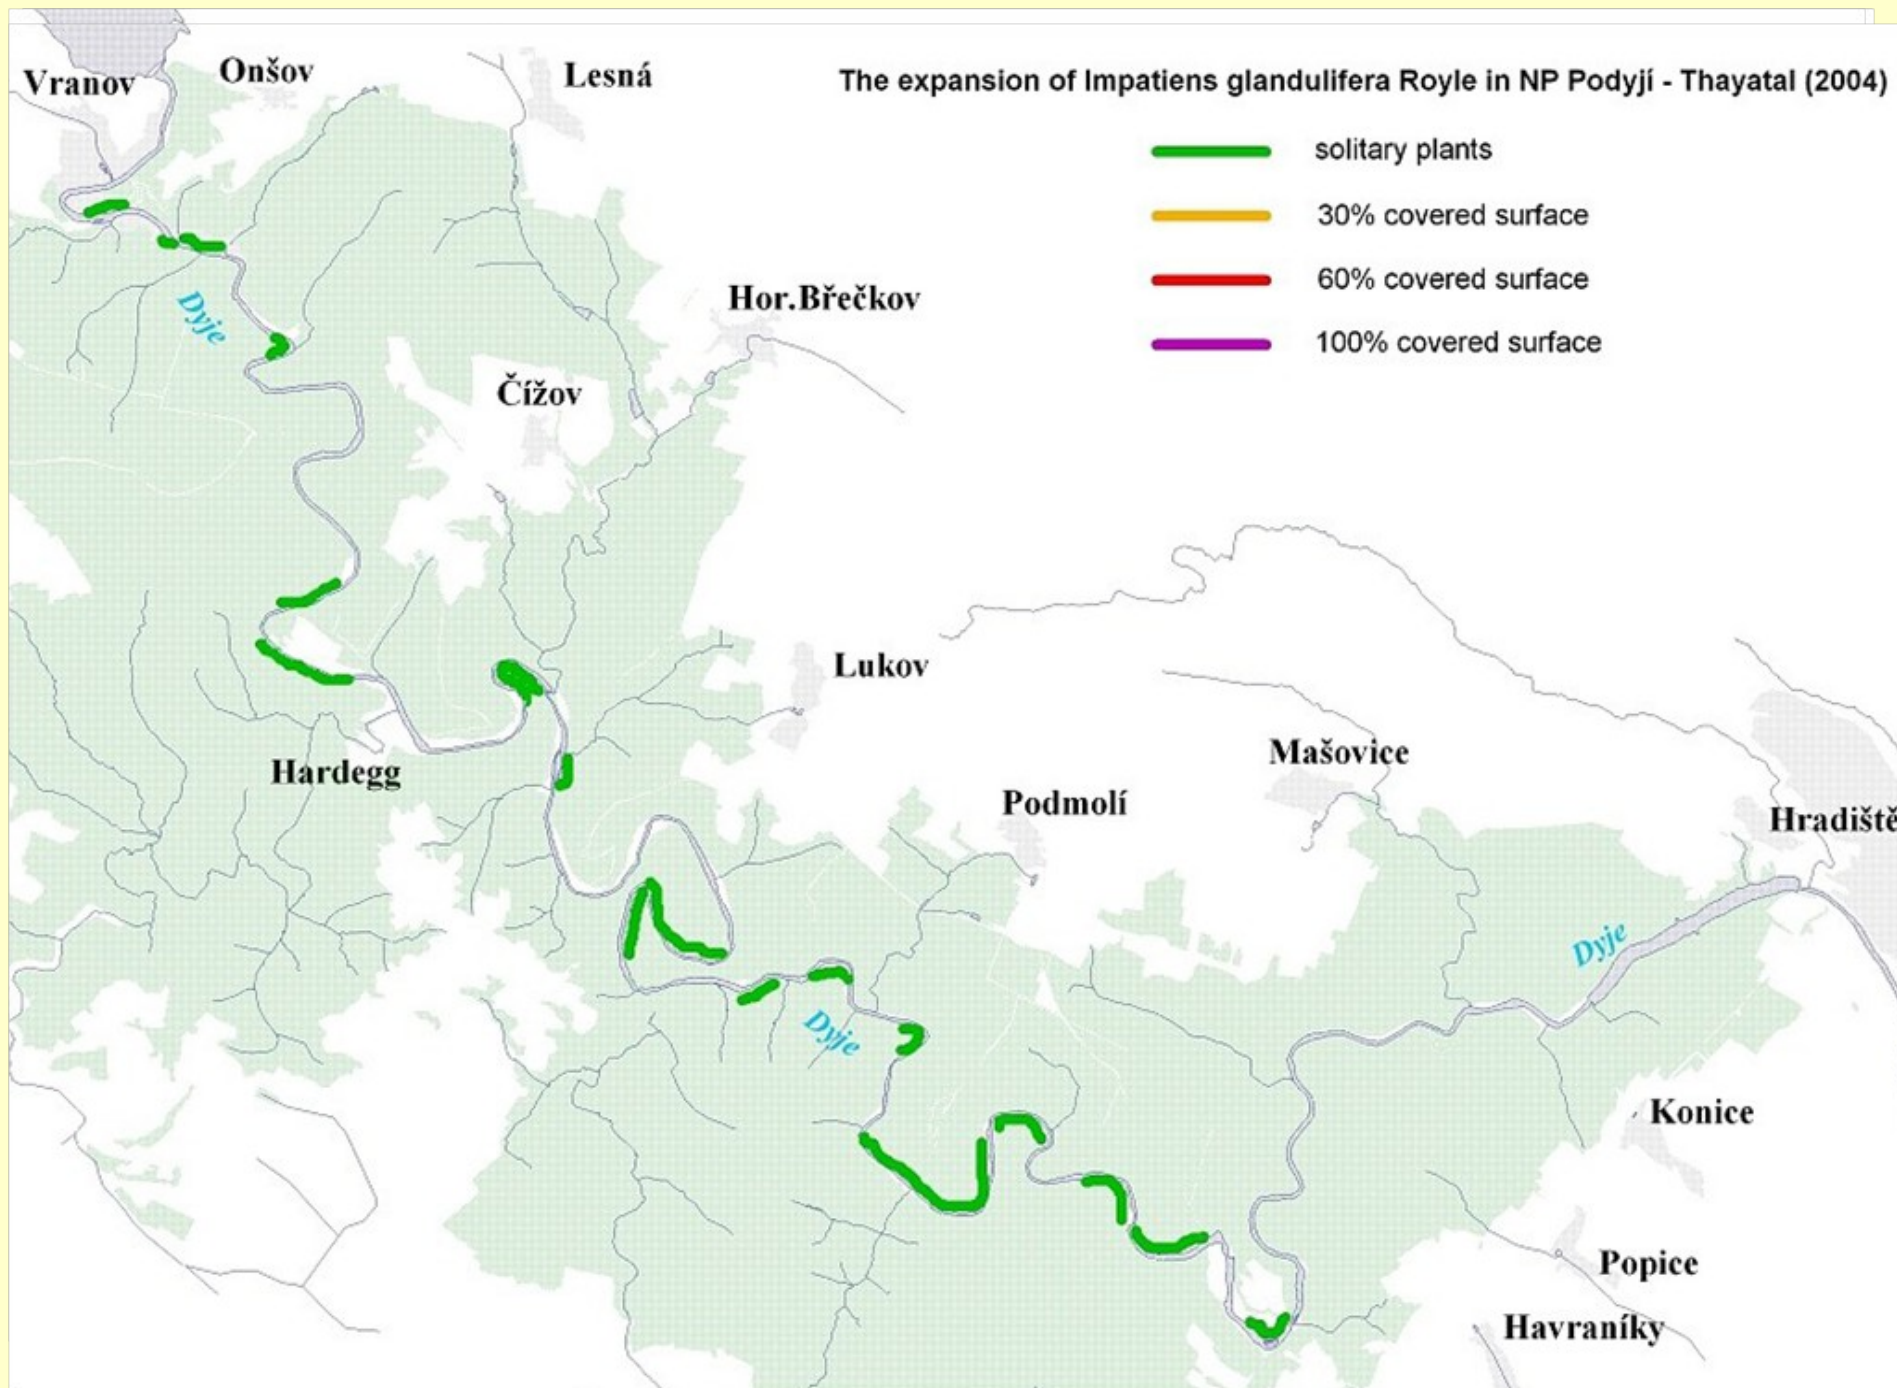 Vranov
Onšov
Lesná
The expansion of Impatiens glandulifera Royle in NP Podyjí - Thayatal (2004)
solitary plants
30% covered surface
60% covered surface
100% covered surface
Dyje
Hor.Břečkov
Čížov
Lukov
Hardegg
Mašovice
Podmolí
Hradiště
Dyje
Dyje
Konice
Popice
Havraníky